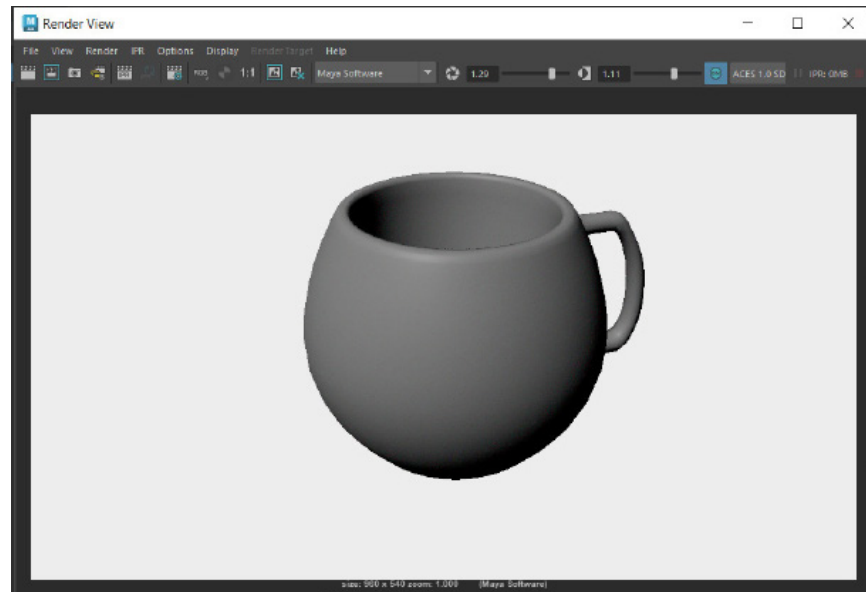 Render View
File View Render IPR Options Display Render Target Help
1:1 Maya Software 1.29 1.11 ACES 1.0 SD IPR: 0MB
size: 960 x 540 zoom: 1.000 (Maya Software)